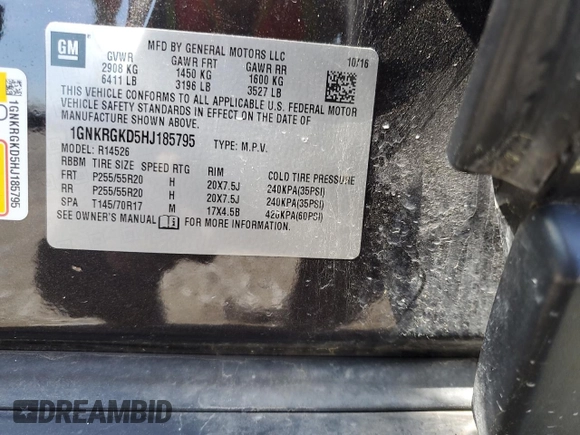 GM
MFD BY GENERAL MOTORS LLC 10/16
GVWR GAWR FRT GAWR RR
2908 KG 1450 KG 1600 KG
6411 LB 3196 LB 3527 LB
THIS VEHICLE CONFORMS TO ALL APPLICABLE U.S. FEDERAL MOTOR
VEHICLE SAFETY STANDARDS IN EFFECT ON THE DATE OF
MANUFACTURE SHOWN ABOVE.
1GNKRGKD5HJ185795 TYPE: M.P.V.
MODEL: R14526
RBBM TIRE SIZE SPEED RTG RIM COLD TIRE PRESSURE
FRT P255/55R20 H 20X7.5J 240KPA(35PSI)
RR P255/55R20 H 20X7.5J 240KPA(35PSI)
SPA T145/70R17 M 17X4.5B 420KPA(60PSI)
SEE OWNER'S MANUAL FOR MORE INFORMATION.
1GNKRGKD5HJ185795
DREAMBID